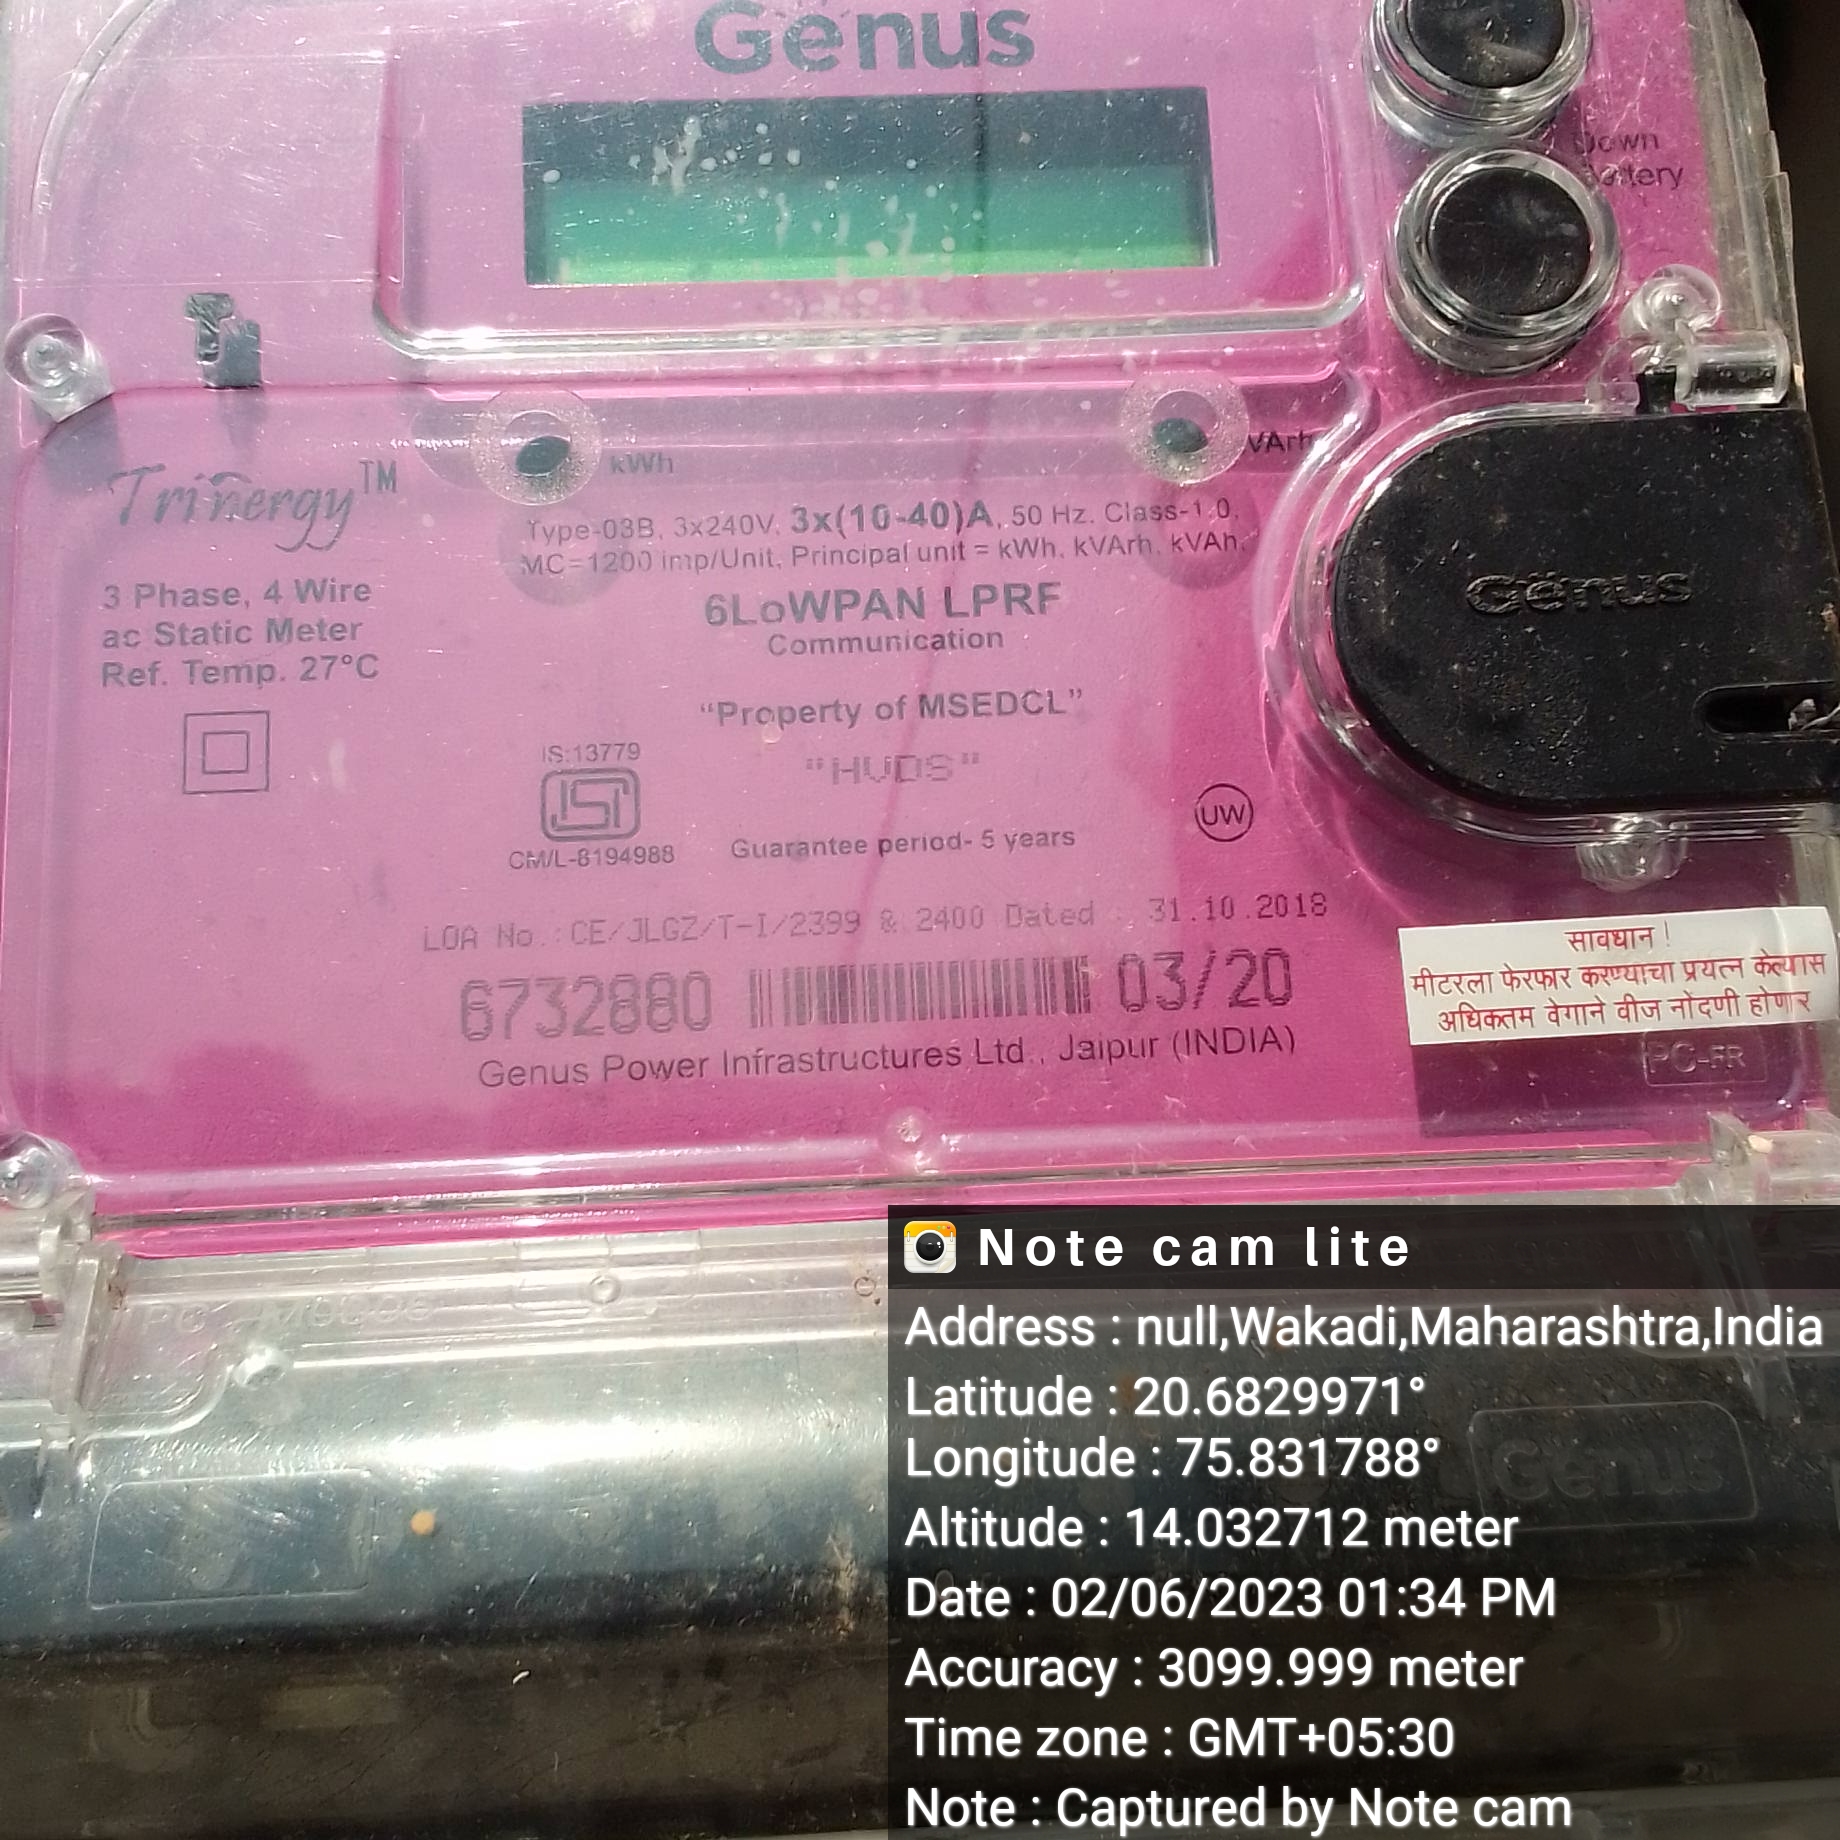 Genus
Down
Battery
kWh
VArh
Trinergy™
Type-03B, 3x240V, 3x(10-40)A, 50 Hz. Class-1.0,
MC=1200 imp/Unit, Principal unit = kWh, kVArh, kVAh,
3 Phase, 4 Wire
ac Static Meter
Ref. Temp. 27°C
6LoWPAN LPRF
Communication
Genus
“Property of MSEDCL”
"HVDS"
IS:13779
ISI
CM/L-8194988
Guarantee period- 5 years
UW
LOA No.:CE/JLGZ/T-I/2399 & 2400 Dated : 31.10.2018
6732880 03/20
Genus Power Infrastructures Ltd., Jaipur (INDIA)
सावधान !
मीटरला फेरफार करण्याचा प्रयत्न केल्यास
अधिकतम वेगाने वीज नोंदणी होणार
PC-FR
Genus
Note cam lite
Address : null,Wakadi,Maharashtra,India
Latitude : 20.6829971°
Longitude : 75.831788°
Altitude : 14.032712 meter
Date : 02/06/2023 01:34 PM
Accuracy : 3099.999 meter
Time zone : GMT+05:30
Note : Captured by Note cam